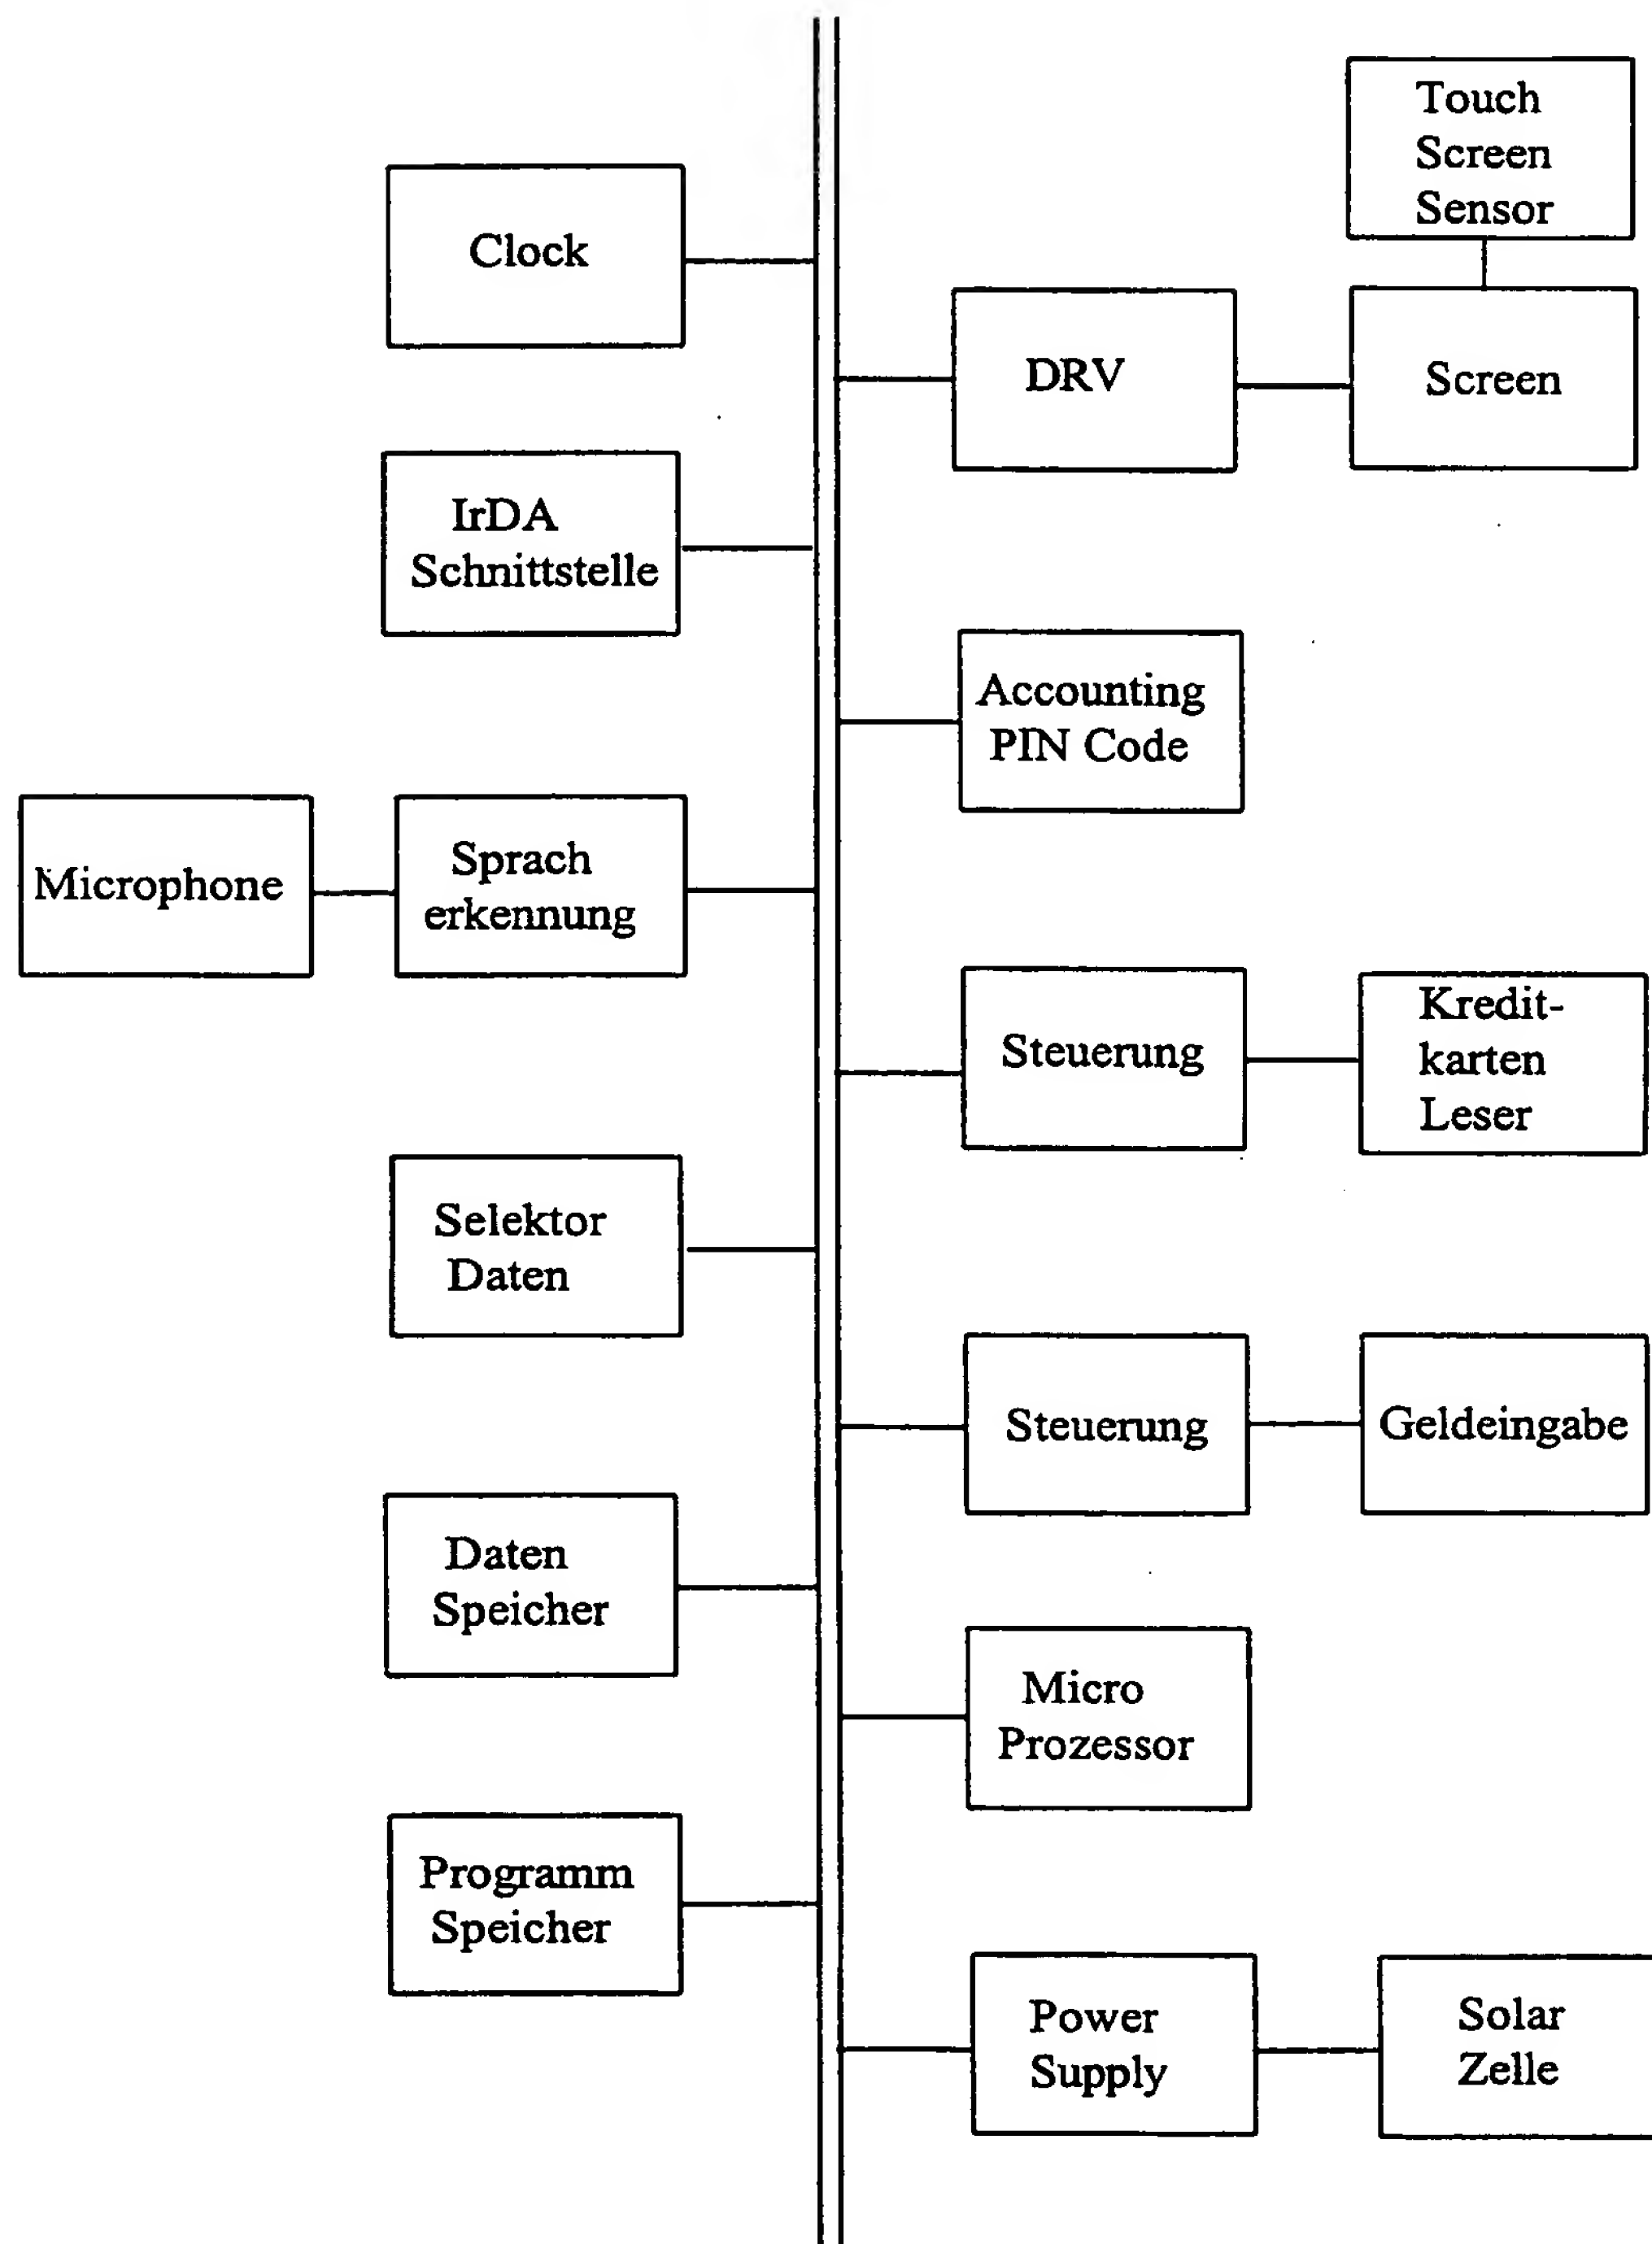 Touch
Screen
Sensor
Clock
DRV
Screen
IrDA
Schnittstelle
Accounting
PIN Code
Microphone
Sprach
erkennung
Steuerung
Kredit-
karten
Leser
Selektor
Daten
Steuerung
Geldeingabe
Daten
Speicher
Micro
Prozessor
Programm
Speicher
Power
Supply
Solar
Zelle